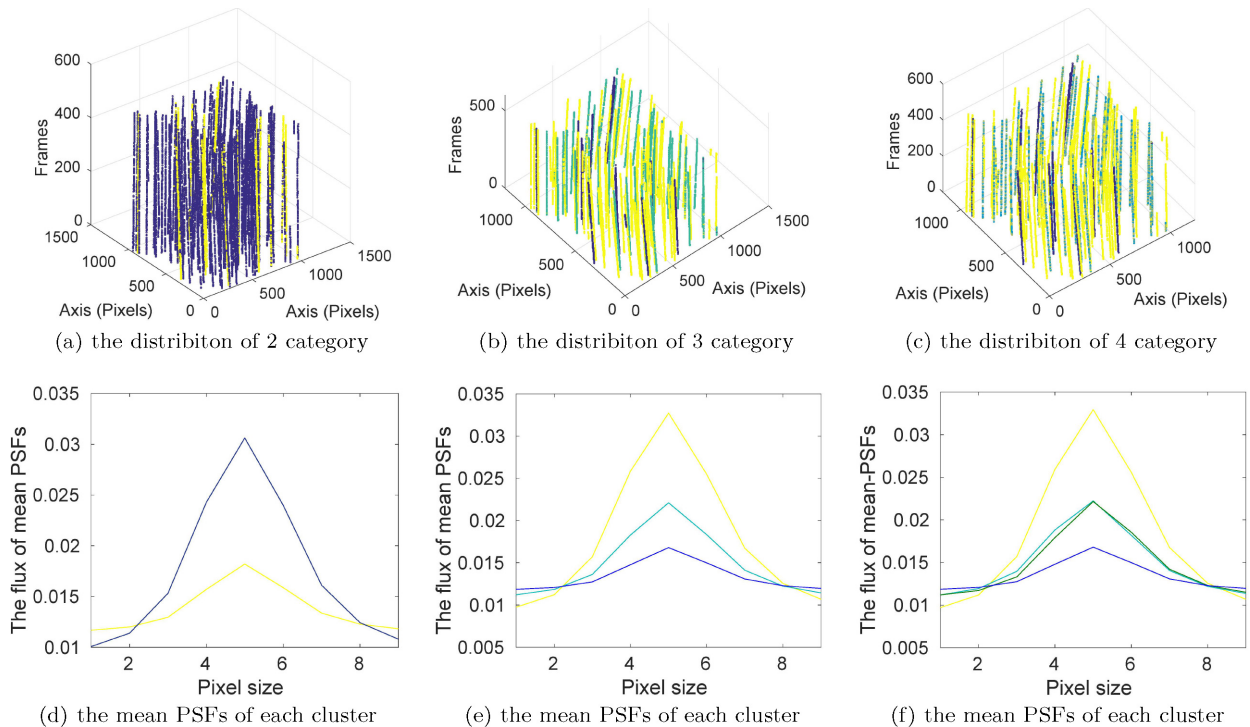 600
400
200
0
Frames
1500
1000
500
0
Axis (Pixels)
0
500
1000
1500
Axis (Pixels)
(a) the distribiton of 2 category
500
0
Frames
1000
500
0
Axis (Pixels)
0
500
1000
1500
Axis (Pixels)
(b) the distribiton of 3 category
600
400
200
0
Frames
1000
500
0
Axis (Pixels)
0
500
1000
Axis (Pixels)
(c) the distribiton of 4 category
The flux of mean PSFs
0.035
0.03
0.025
0.02
0.015
0.01
2 4 6 8
Pixel size
(d) the mean PSFs of each cluster
The flux of mean PSFs
0.035
0.03
0.025
0.02
0.015
0.01
0.005
2 4 6 8
Pixel size
(e) the mean PSFs of each cluster
The flux of mean-PSFs
0.035
0.03
0.025
0.02
0.015
0.01
0.005
2 4 6 8
Pixel size
(f) the mean PSFs of each cluster